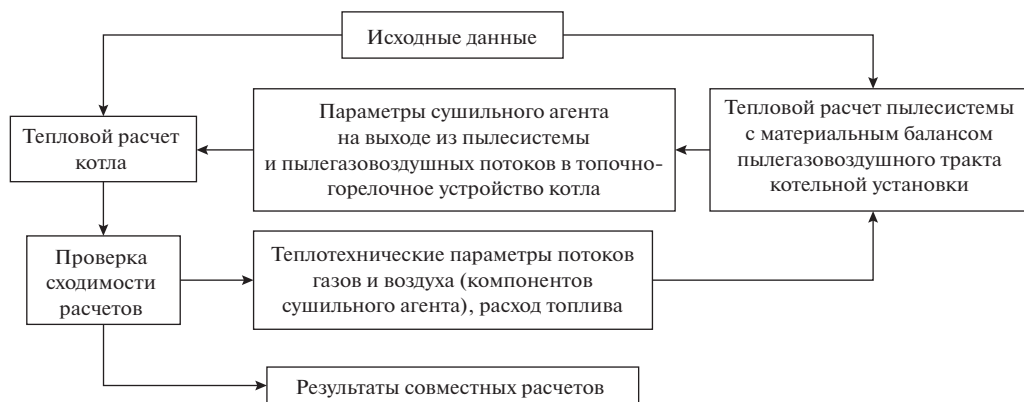 Исходные данные
Тепловой расчет
котла
Параметры сушильного агента
на выходе из пылесистемы
и пылегазовоздушных потоков в топочно-
горелочное устройство котла
Тепловой расчет пылесистемы
с материальным балансом
пылегазовоздушного тракта
котельной установки
Проверка
сходимости
расчетов
Теплотехнические параметры потоков
газов и воздуха (компонентов
сушильного агента), расход топлива
Результаты совместных расчетов